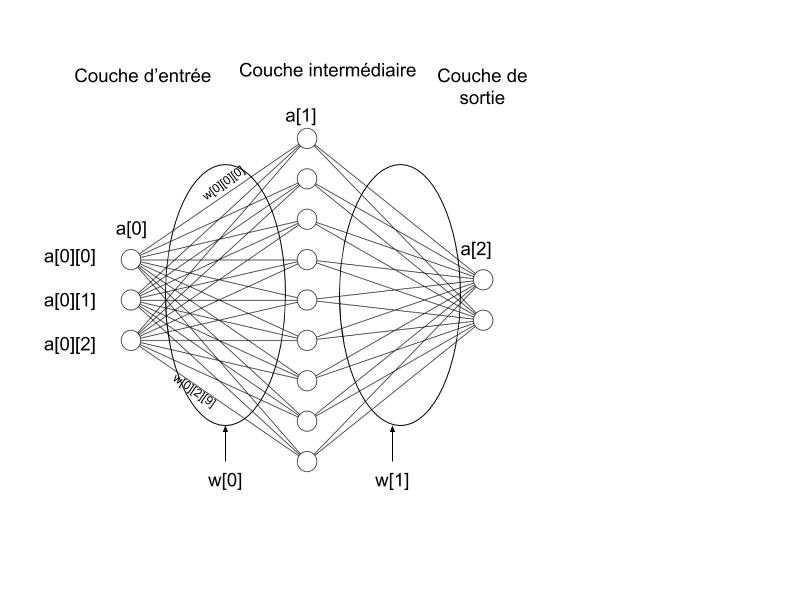 Couche d'entrée
Couche intermédiaire
Couche de
sortie
a[1]
w[0][0][0]
a[0]
a[2]
a[0][0]
a[0][1]
a[0][2]
w[0][2][9]
w[0]
w[1]